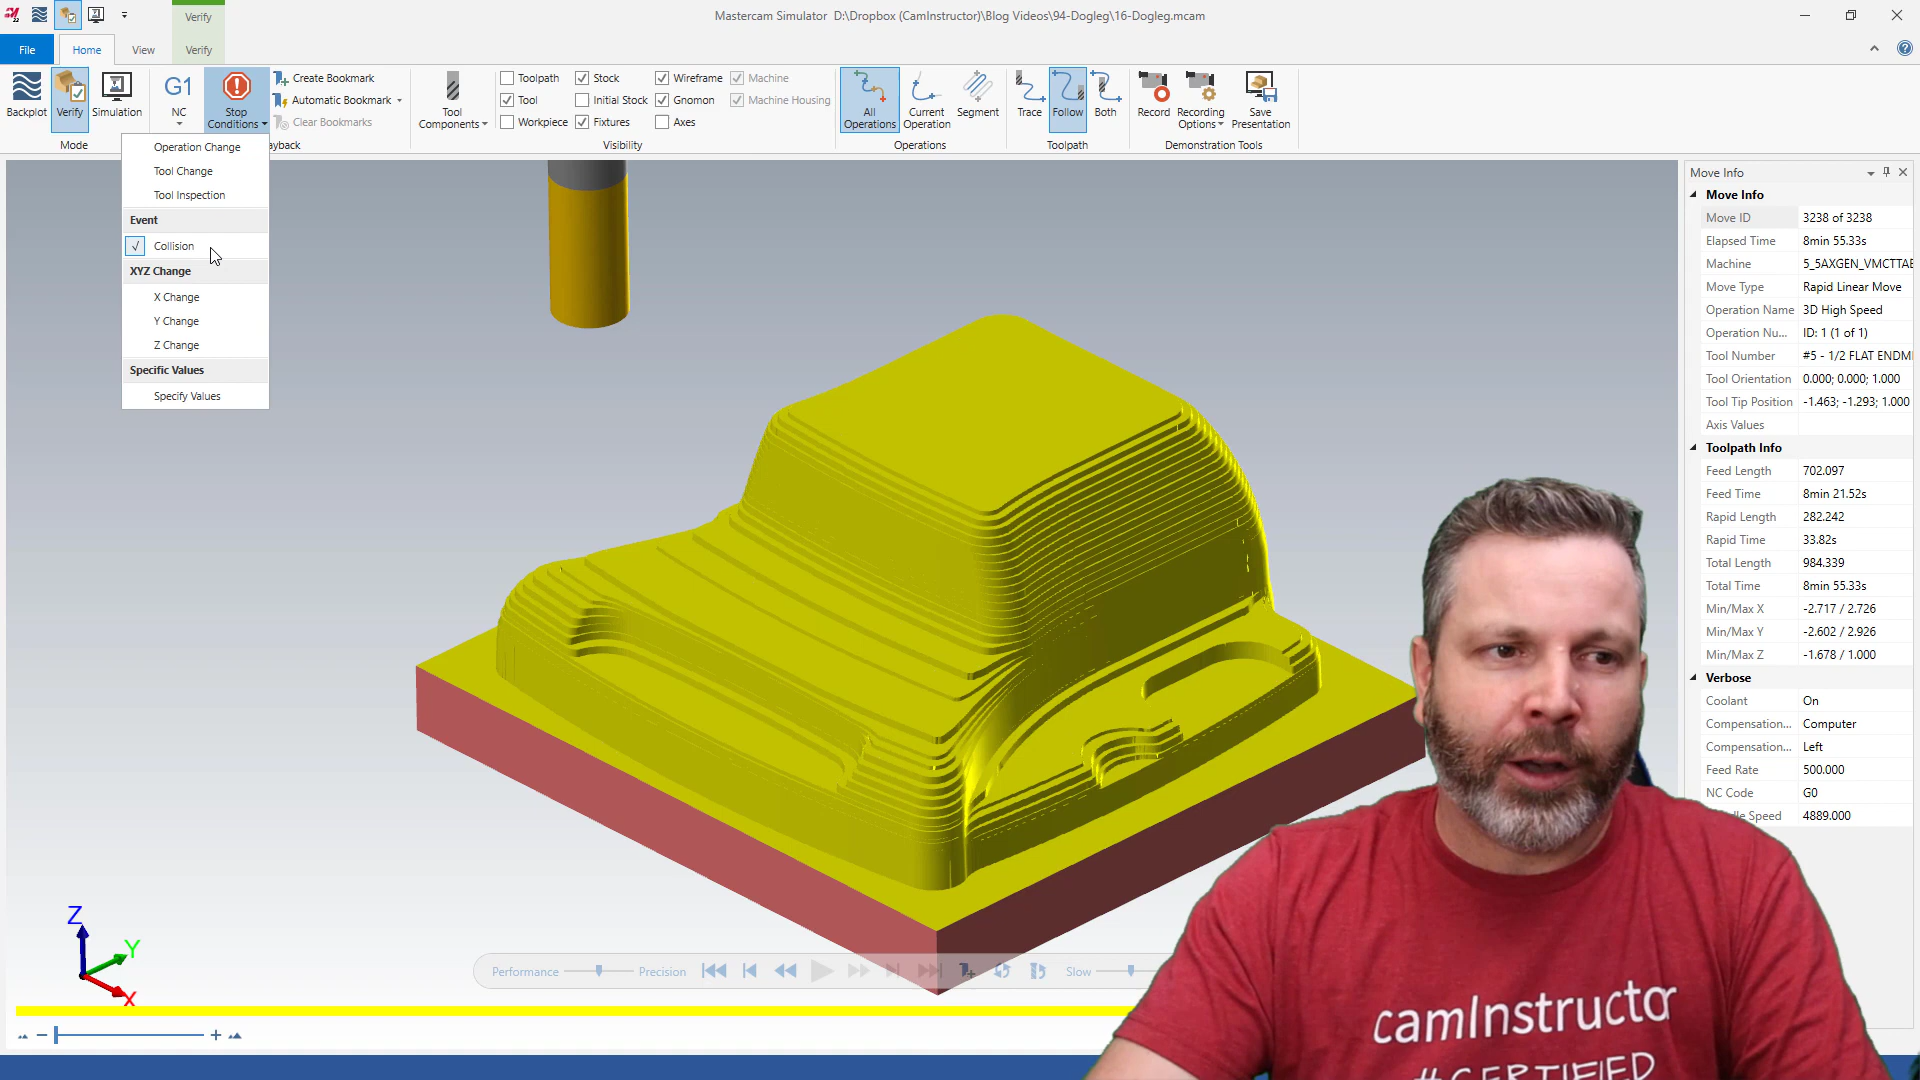 Verify
Mastercam Simulator D:\Dropbox (CamInstructor)\Blog Videos\94-Dogleg\16-Dogleg.mcam
File
Home
View
Verify
Backplot
Verify
Simulation
Mode
G1
NC
Stop
Conditions
Create Bookmark
Automatic Bookmark
Clear Bookmarks
ayback
Tool
Components
Toolpath
Tool
Workpiece
Stock
Initial Stock
Fixtures
Wireframe
Gnomon
Axes
Machine
Machine Housing
Visibility
All
Operations
Current
Operation
Segment
Operations
Trace
Follow
Both
Toolpath
Record
Recording
Options
Save
Presentation
Demonstration Tools
Operation Change
Tool Change
Tool Inspection
Event
Collision
XYZ Change
X Change
Y Change
Z Change
Specific Values
Specify Values
Move Info
Move Info
Move ID 3238 of 3238
Elapsed Time 8min 55.33s
Machine 5_5AXGEN_VMCTTAB
Move Type Rapid Linear Move
Operation Name 3D High Speed
Operation Nu... ID: 1 (1 of 1)
Tool Number #5 - 1/2 FLAT ENDM
Tool Orientation 0.000; 0.000; 1.000
Tool Tip Position -1.463; -1.293; 1.000
Axis Values
Toolpath Info
Feed Length 702.097
Feed Time 8min 21.52s
Rapid Length 282.242
Rapid Time 33.82s
Total Length 984.339
Total Time 8min 55.33s
Min/Max X -2.717 / 2.726
Min/Max Y -2.602 / 2.926
Min/Max Z -1.678 / 1.000
Verbose
Coolant On
Compensation... Computer
Compensation... Left
Feed Rate 500.000
NC Code G0
le Speed 4889.000
Z
Y
X
Performance
Precision
Slow
camInstructor
#CERTIFIED